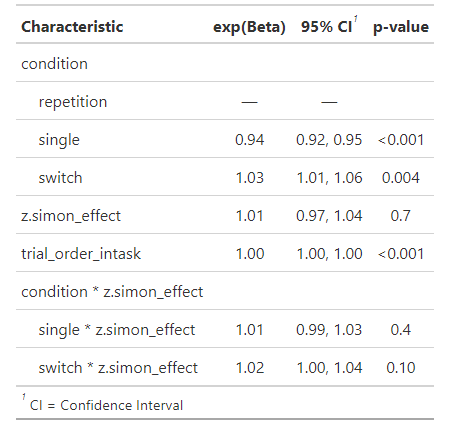 Characteristic exp(Beta) 95% CI1 p-value
condition
repetition — —
single 0.94 0.92, 0.95 <0.001
switch 1.03 1.01, 1.06 0.004
z.simon_effect 1.01 0.97, 1.04 0.7
trial_order_intask 1.00 1.00, 1.00 <0.001
condition * z.simon_effect
single * z.simon_effect 1.01 0.99, 1.03 0.4
switch * z.simon_effect 1.02 1.00, 1.04 0.10
1 CI = Confidence Interval